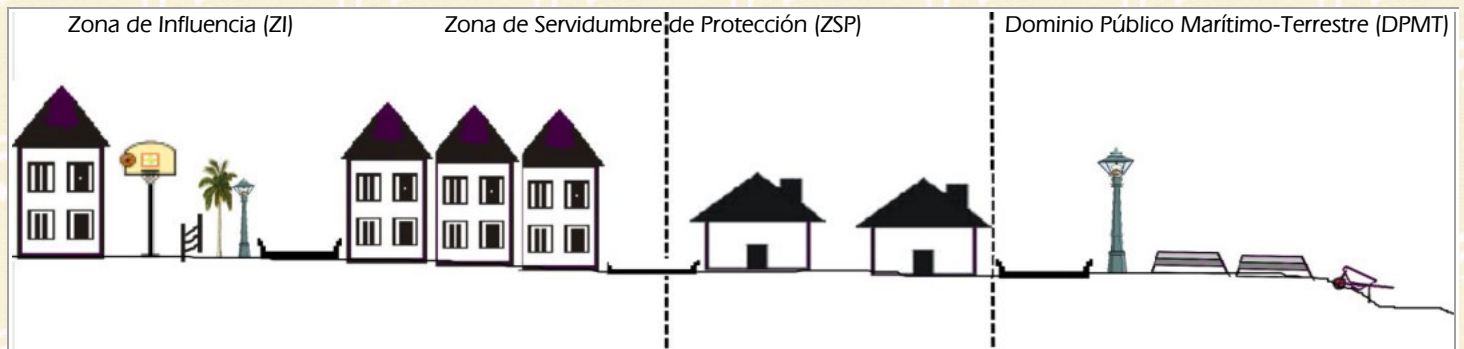 Zona de Influencia (ZI)
Zona de Servidumbre de Protección (ZSP)
Dominio Público Marítimo-Terrestre (DPMT)